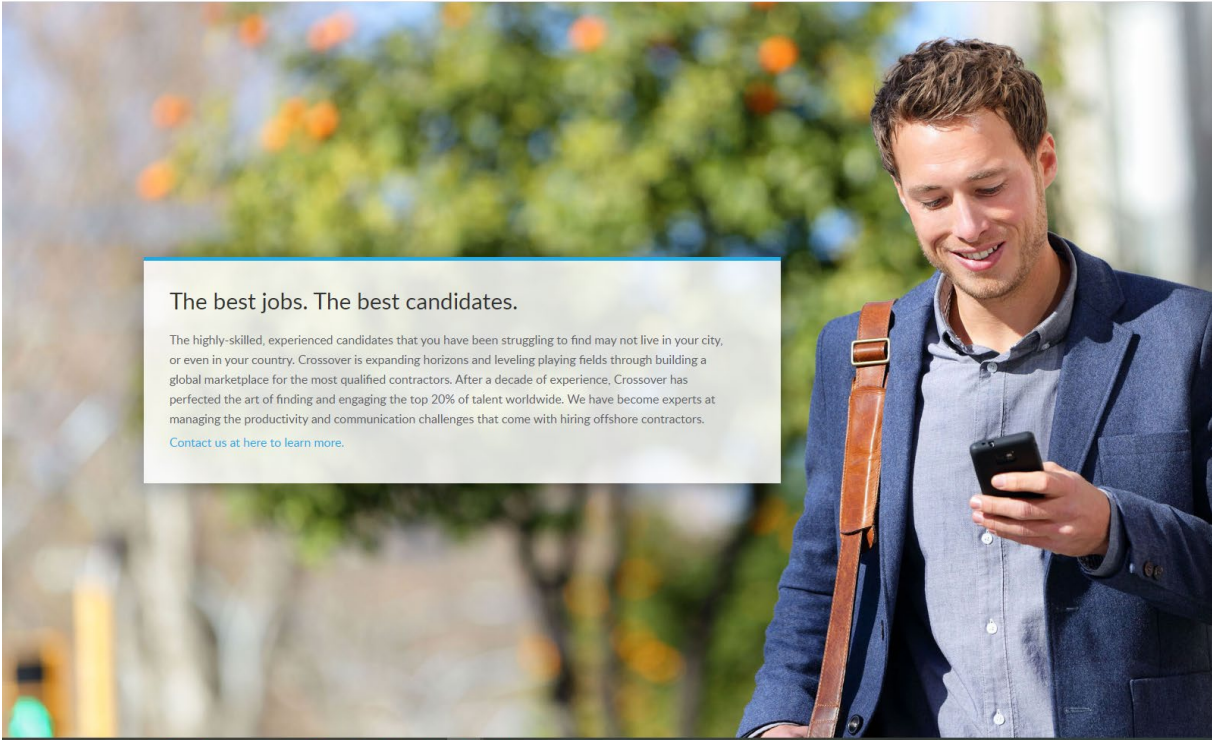 The best jobs. The best candidates.
The highly-skilled, experienced candidates that you have been struggling to find may not live in your city,
or even in your country. Crossover is expanding horizons and leveling playing fields through building a
global marketplace for the most qualified contractors. After a decade of experience, Crossover has
perfected the art of finding and engaging the top 20% of talent worldwide. We have become experts at
managing the productivity and communication challenges that come with hiring offshore contractors.
Contact us at here to learn more.